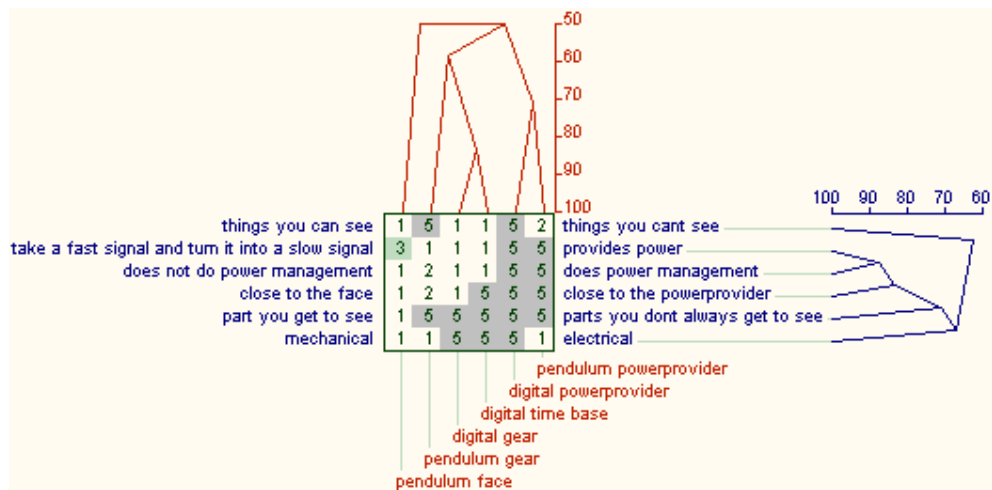 50
60
70
80
90
100
100 90 80 70 60
things you can see 1 5 1 1 5 2 things you cant see
take a fast signal and turn it into a slow signal 3 1 1 1 5 5 provides power
does not do power management 1 2 1 1 5 5 does power management
close to the face 1 2 1 5 5 5 close to the powerprovider
part you get to see 1 5 5 5 5 5 parts you dont always get to see
mechanical 1 1 5 5 5 1 electrical
pendulum powerprovider
digital powerprovider
digital time base
digital gear
pendulum gear
pendulum face